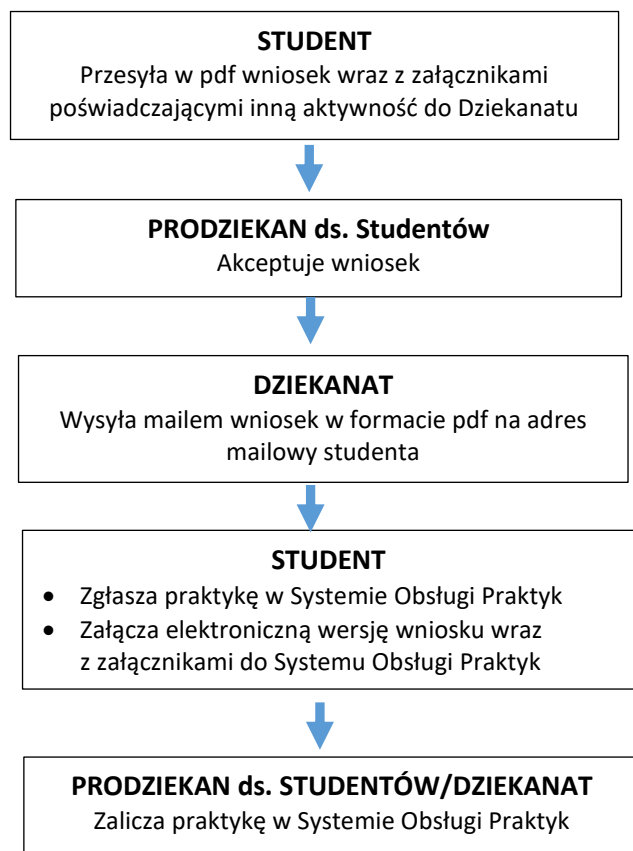 STUDENT
Przesyła w pdf wniosek wraz z załącznikami
poświadczającymi inną aktywność do Dziekanatu
PRODZIEKAN ds. Studentów
Akceptuje wniosek
DZIEKANAT
Wysyła mailem wniosek w formacie pdf na adres
mailowy studenta
STUDENT
• Zgłasza praktykę w Systemie Obsługi Praktyk
• Załącza elektroniczną wersję wniosku wraz
z załącznikami do Systemu Obsługi Praktyk
PRODZIEKAN ds. STUDENTÓW/DZIEKANAT
Zalicza praktykę w Systemie Obsługi Praktyk